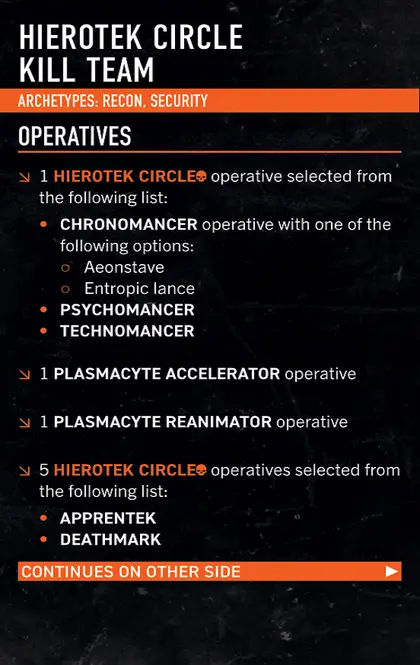 HIEROTEK CIRCLE
KILL TEAM
ARCHETYPES: RECON, SECURITY
OPERATIVES
↘ 1 HIEROTEK CIRCLE💀 operative selected from
the following list:
• CHRONOMANCER operative with one of the
following options:
○ Aeonstave
○ Entropic lance
• PSYCHOMANCER
• TECHNOMANCER
↘ 1 PLASMACYTE ACCELERATOR operative
↘ 1 PLASMACYTE REANIMATOR operative
↘ 5 HIEROTEK CIRCLE💀 operatives selected from
the following list:
• APPRENTEK
• DEATHMARK
CONTINUES ON OTHER SIDE ▶